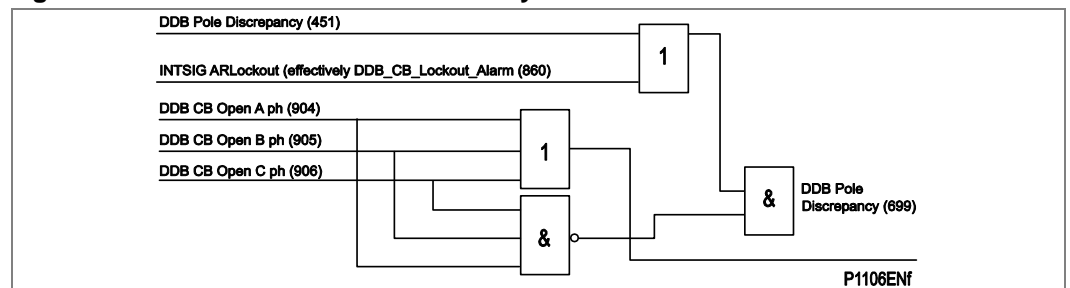 DDB Pole Discrepancy (451)
1
INTSIG ARLockout (effectively DDB_CB_Lockout_Alarm (860)
DDB CB Open A ph (904)
DDB CB Open B ph (905)
1
DDB CB Open C ph (906)
&
DDB Pole
Discrepancy (699)
&
P1106ENf